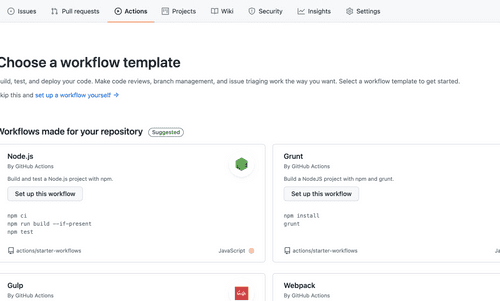 Issues Pull requests Actions Projects Wiki Security Insights Settings
Choose a workflow template
uild, test, and deploy your code. Make code reviews, branch management, and issue triaging work the way you want. Select a workflow template to get started.
kip this and set up a workflow yourself →
Workflows made for your repository Suggested
Node.js
By GitHub Actions
Build and test a Node js project with npm.
Set up this workflow
npm ci
npm run build --if-present
npm test
actions/starter-workflows JavaScript
Grunt
By GitHub Actions
Build a NodeJS project with npm and grunt.
Set up this workflow
npm install
grunt
actions/starter-workflows
Gulp
By GitHub Actions
Webpack
By GitHub Actions